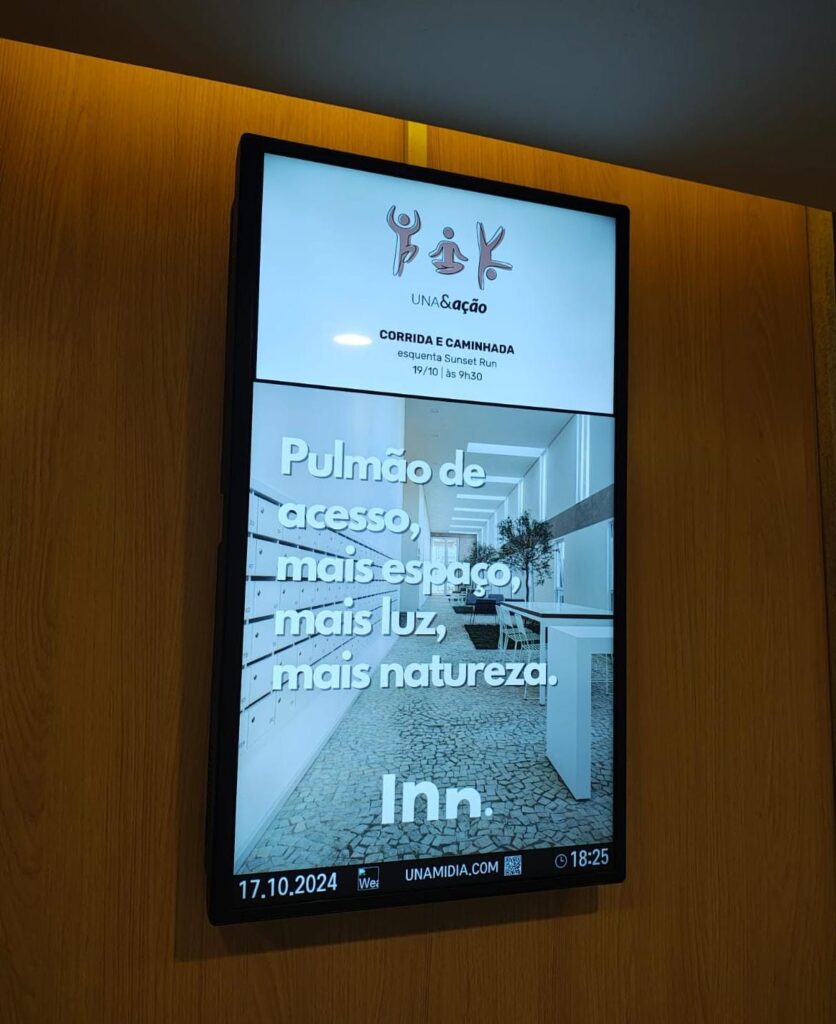 UNA&ação
CORRIDA E CAMINHADA
esquenta Sunset Run
19/10 | às 9h30
Pulmão de
acesso,
mais espaço,
mais luz,
mais natureza.
Inn.
17.10.2024 Wea UNAMIDIA.COM 18:25